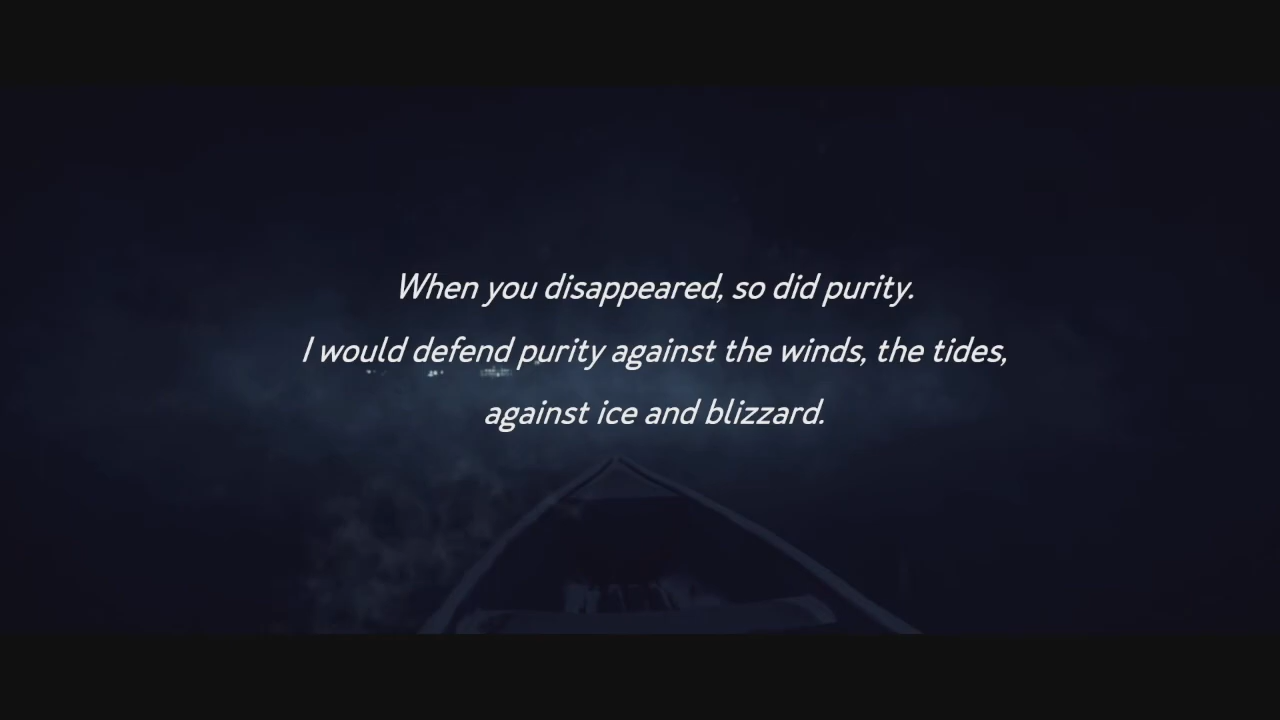 When you disappeared, so did purity.
I would defend purity against the winds, the tides,
against ice and blizzard.